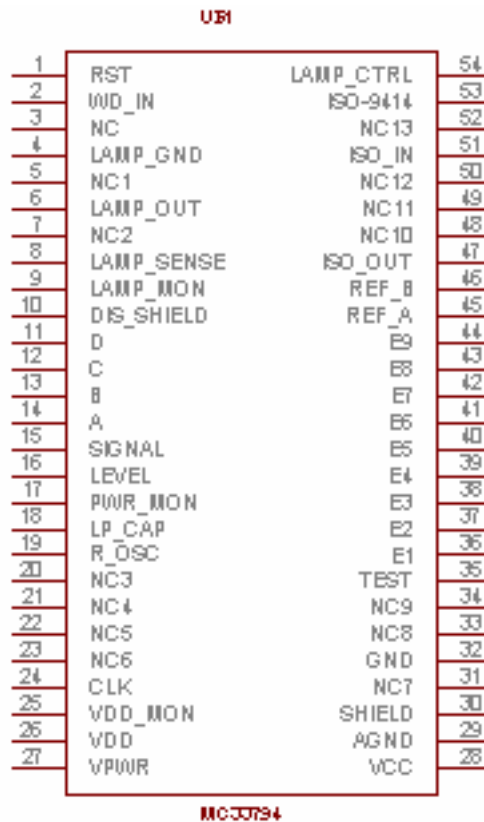 UB1
1 RST LAMP_CTRL 54
2 WD_IN ISO-9414 53
3 NC NC13 52
4 LAMP_GND ISO_IN 51
5 NC1 NC12 50
6 LAMP_OUT NC11 49
7 NC2 NC10 48
8 LAMP_SENSE ISO_OUT 47
9 LAMP_MON REF_B 46
10 DIS_SHIELD REF_A 45
11 D E9 44
12 C E8 43
13 B E7 42
14 A E6 41
15 SIGNAL E5 40
16 LEVEL E4 39
17 PWR_MON E3 38
18 LP_CAP E2 37
19 R_OSC E1 36
20 NC3 TEST 35
21 NC4 NC9 34
22 NC5 NC8 33
23 NC6 GND 32
24 CLK NC7 31
25 VDD_MON SHIELD 30
26 VDD AGND 29
27 VPWR VCC 28
MC33794